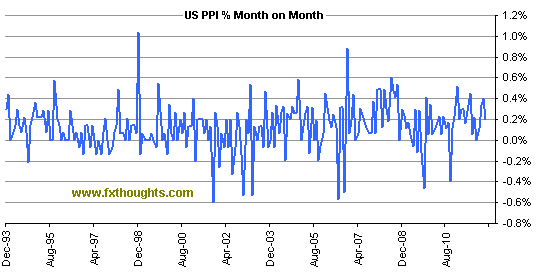 US PPI % Month on Month
1.2%
1.0%
0.8%
0.6%
0.4%
0.2%
0.0%
-0.2%
-0.4%
-0.6%
-0.8%
www.fxthoughts.com
Dec-93
Aug-95
Apr-97
Dec-98
Aug-00
Apr-02
Dec-03
Aug-05
Apr-07
Dec-08
Aug-10